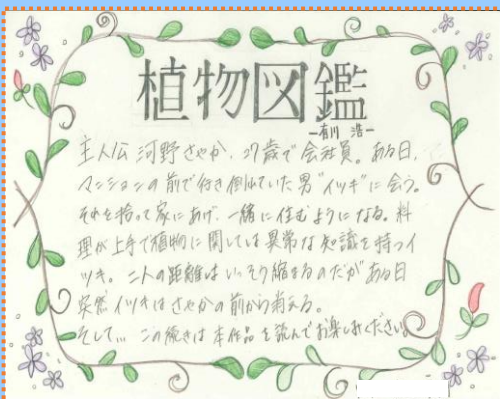 植物図鑑
-有川 浩-
主人公 河野さやか、27歳で会社員。ある日、
マンションの前で行き倒れていた男“イツキ”に会う。
それを拾って家にあげ、一緒に住むようになる。料
理が上手で植物に関しては異常な知識を持つイ
ツキ。二人の距離はいっそう縮まるのだがある日
突然イツキはさやかの前から消える。
そして… この続きは本作品を読んでお楽しみください。